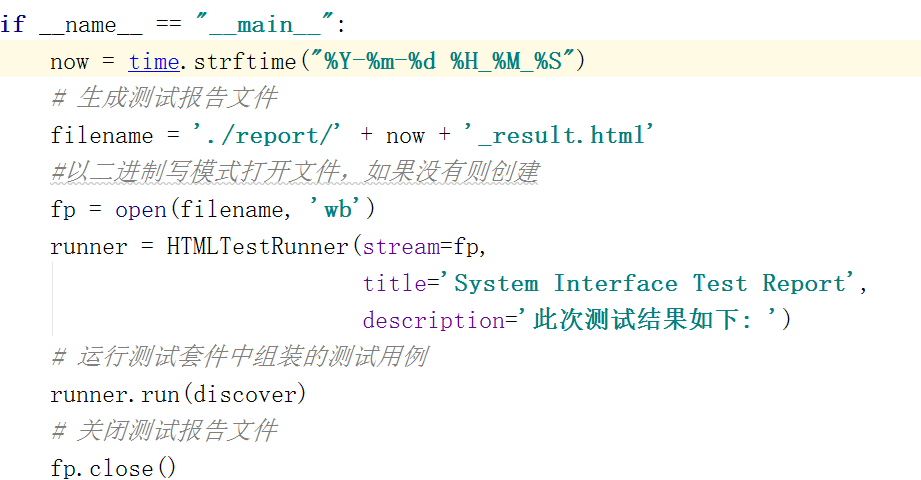 if __name__ == "__main__":
    now = time.strftime("%Y-%m-%d %H_%M_%S")
    # 生成测试报告文件
    filename = './report/' + now + '_result.html'
    #以二进制写模式打开文件，如果没有则创建
    fp = open(filename, 'wb')
    runner = HTMLTestRunner(stream=fp,
                            title='System Interface Test Report',
                            description='此次测试结果如下: ')
    # 运行测试套件中组装的测试用例
    runner.run(discover)
    # 关闭测试报告文件
    fp.close()